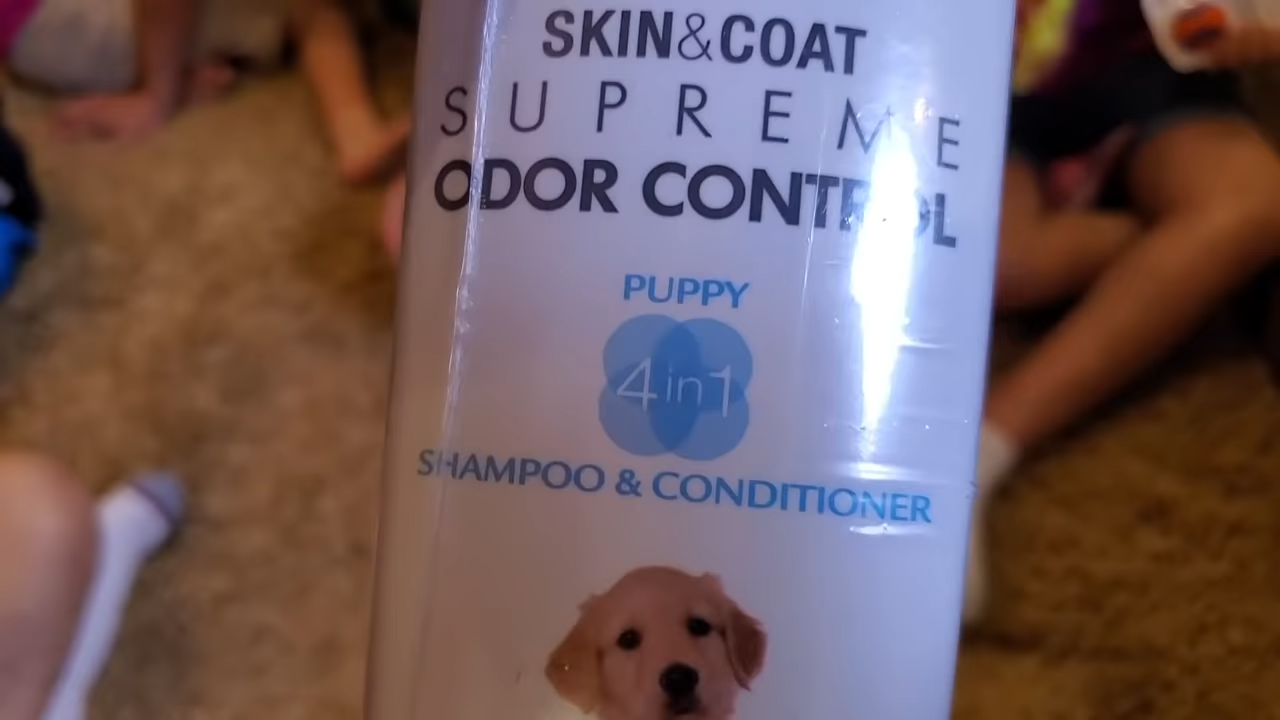 SKIN&COAT
SUPREME
ODOR CONTROL
PUPPY
4in1
SHAMPOO & CONDITIONER